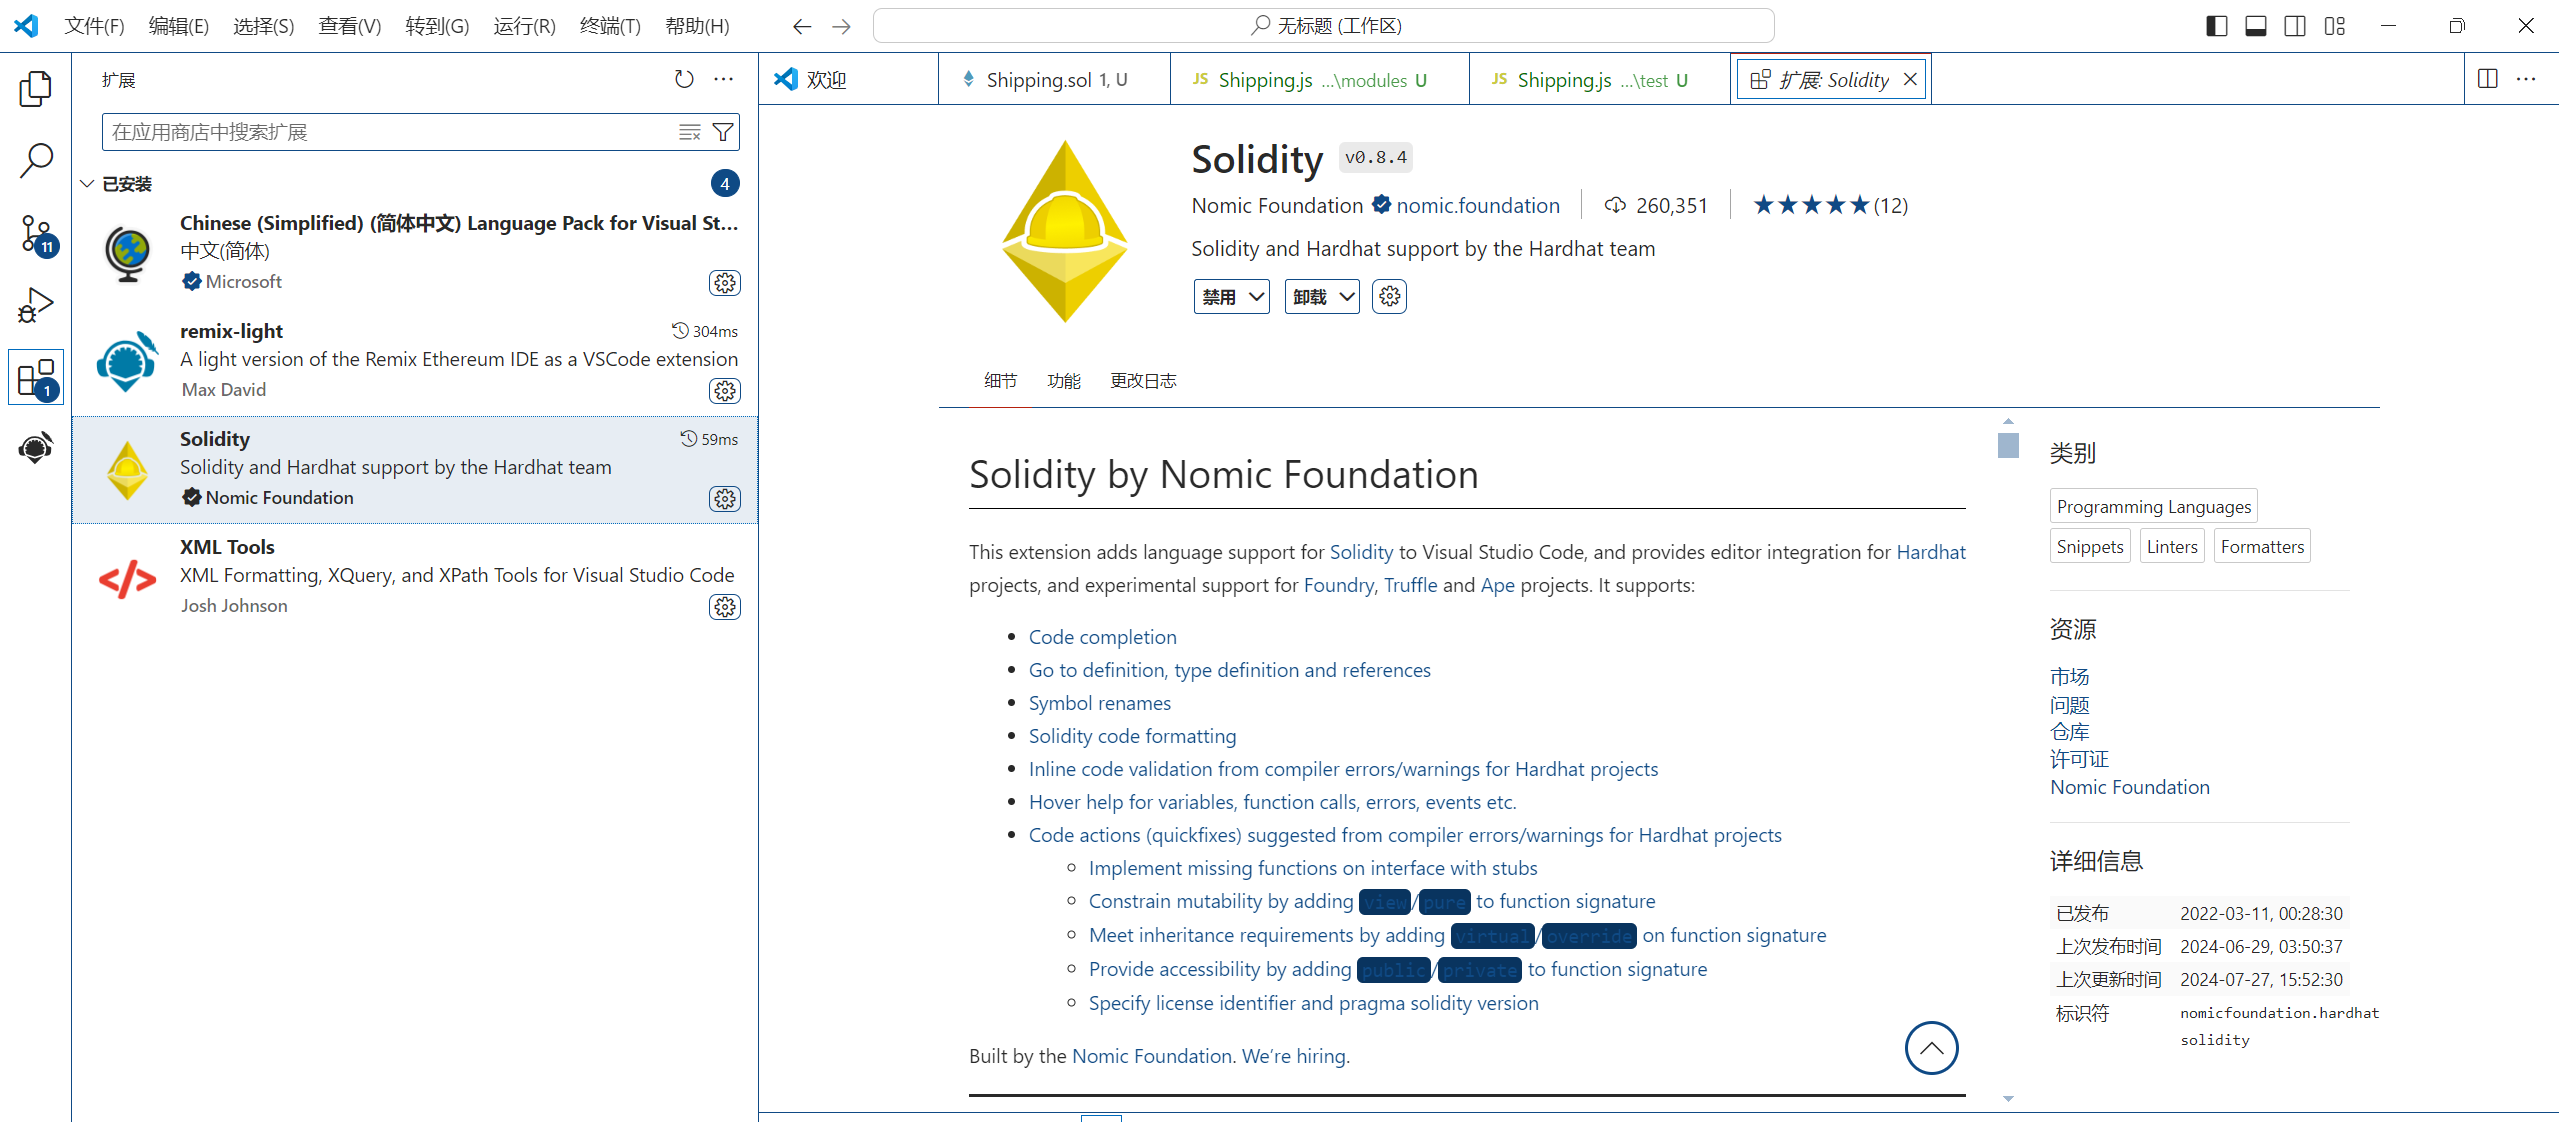 文件(F) 编辑(E) 选择(S) 查看(V) 转到(G) 运行(R) 终端(T) 帮助(H) 无标题 (工作区)
扩展
在应用商店中搜索扩展
已安装 4
11
1
Chinese (Simplified) (简体中文) Language Pack for Visual St...
中文(简体)
Microsoft
remix-light 304ms
A light version of the Remix Ethereum IDE as a VSCode extension
Max David
Solidity 59ms
Solidity and Hardhat support by the Hardhat team
Nomic Foundation
XML Tools
XML Formatting, XQuery, and XPath Tools for Visual Studio Code
Josh Johnson
欢迎 Shipping.sol 1, U JS Shipping.js ...\modules U JS Shipping.js ...\test U 扩展: Solidity
Solidity v0.8.4
Nomic Foundation nomic.foundation 260,351 ★★★★★(12)
Solidity and Hardhat support by the Hardhat team
禁用 卸载
细节 功能 更改日志
Solidity by Nomic Foundation
This extension adds language support for Solidity to Visual Studio Code, and provides editor integration for Hardhat
projects, and experimental support for Foundry, Truffle and Ape projects. It supports:
Code completion
Go to definition, type definition and references
Symbol renames
Solidity code formatting
Inline code validation from compiler errors/warnings for Hardhat projects
Hover help for variables, function calls, errors, events etc.
Code actions (quickfixes) suggested from compiler errors/warnings for Hardhat projects
Implement missing functions on interface with stubs
Constrain mutability by adding view/pure to function signature
Meet inheritance requirements by adding virtual/override on function signature
Provide accessibility by adding public/private to function signature
Specify license identifier and pragma solidity version
Built by the Nomic Foundation. We’re hiring.
类别
Programming Languages
Snippets Linters Formatters
资源
市场
问题
仓库
许可证
Nomic Foundation
详细信息
已发布 2022-03-11, 00:28:30
上次发布时间 2024-06-29, 03:50:37
上次更新时间 2024-07-27, 15:52:30
标识符 nomicfoundation.hardhat
solidity